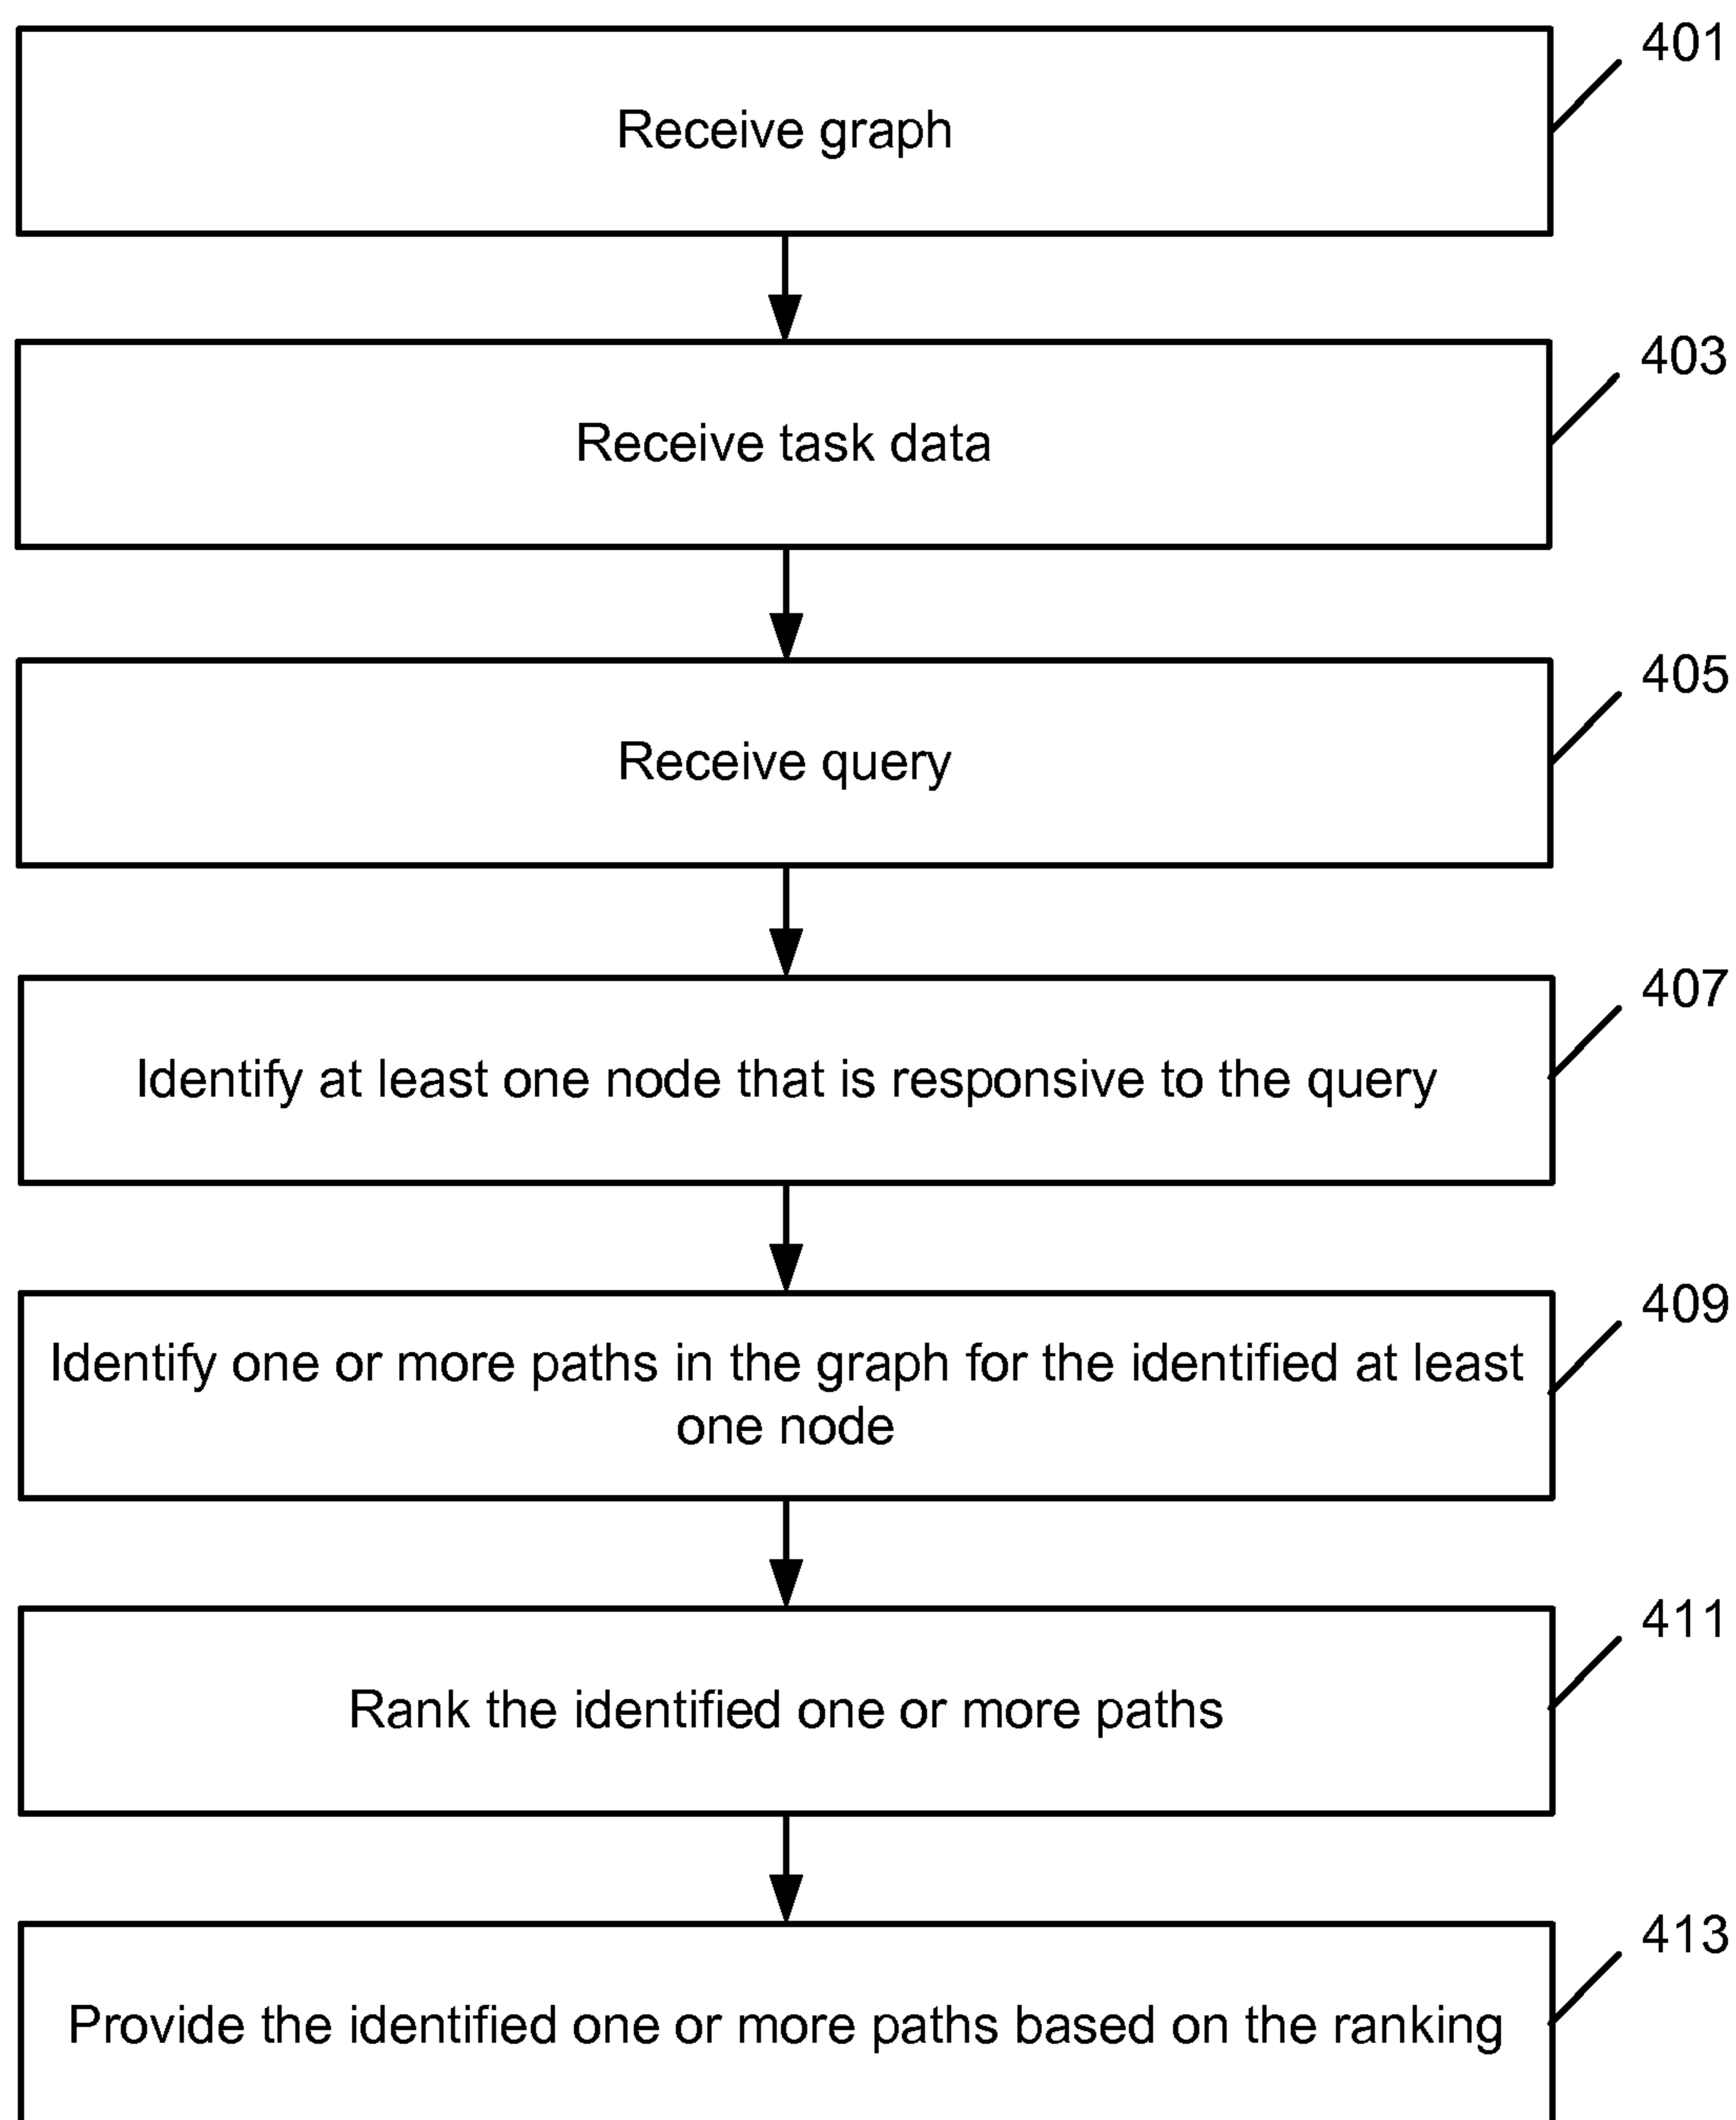 401
Receive graph
403
Receive task data
405
Receive query
407
Identify at least one node that is responsive to the query
409
Identify one or more paths in the graph for the identified at least
one node
411
Rank the identified one or more paths
413
Provide the identified one or more paths based on the ranking